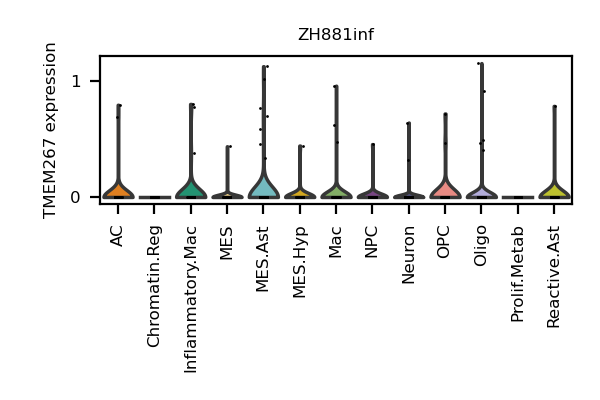 ZH881inf
TMEM267 expression
1
0
AC
Chromatin.Reg
Inflammatory.Mac
MES
MES.Ast
MES.Hyp
Mac
NPC
Neuron
OPC
Oligo
Prolif.Metab
Reactive.Ast